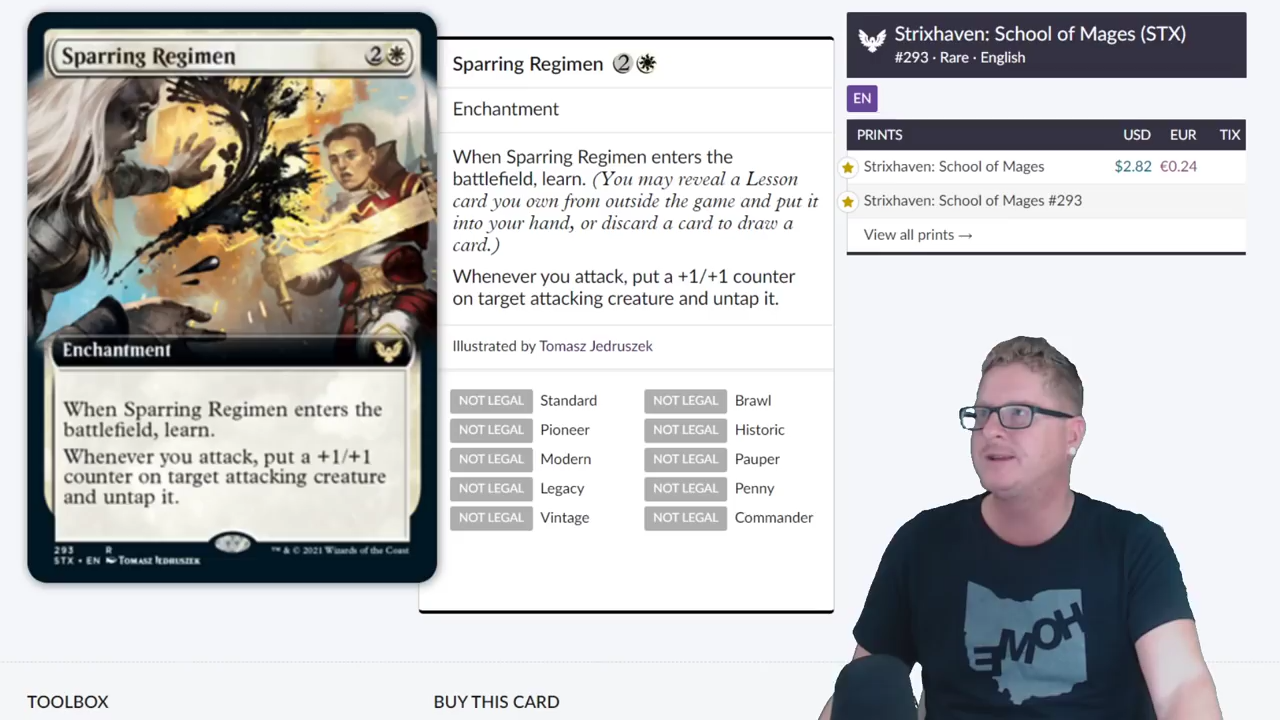 Sparring Regimen 2
Enchantment
When Sparring Regimen enters the
battlefield, learn.
Whenever you attack, put a +1/+1
counter on target attacking creature
and untap it.
293 R
STX • EN TOMASZ JEDRUSZEK
™ & © 2021 Wizards of the Coast
Sparring Regimen 2
Enchantment
When Sparring Regimen enters the
battlefield, learn. (You may reveal a Lesson
card you own from outside the game and put it
into your hand, or discard a card to draw a
card.)
Whenever you attack, put a +1/+1 counter
on target attacking creature and untap it.
Illustrated by Tomasz Jedruszek
NOT LEGAL Standard NOT LEGAL Brawl
NOT LEGAL Pioneer NOT LEGAL Historic
NOT LEGAL Modern NOT LEGAL Pauper
NOT LEGAL Legacy NOT LEGAL Penny
NOT LEGAL Vintage NOT LEGAL Commander
Strixhaven: School of Mages (STX)
#293 · Rare · English
EN
PRINTS USD EUR TIX
Strixhaven: School of Mages $2.82 €0.24
Strixhaven: School of Mages #293
View all prints →
HOME
TOOLBOX
BUY THIS CARD